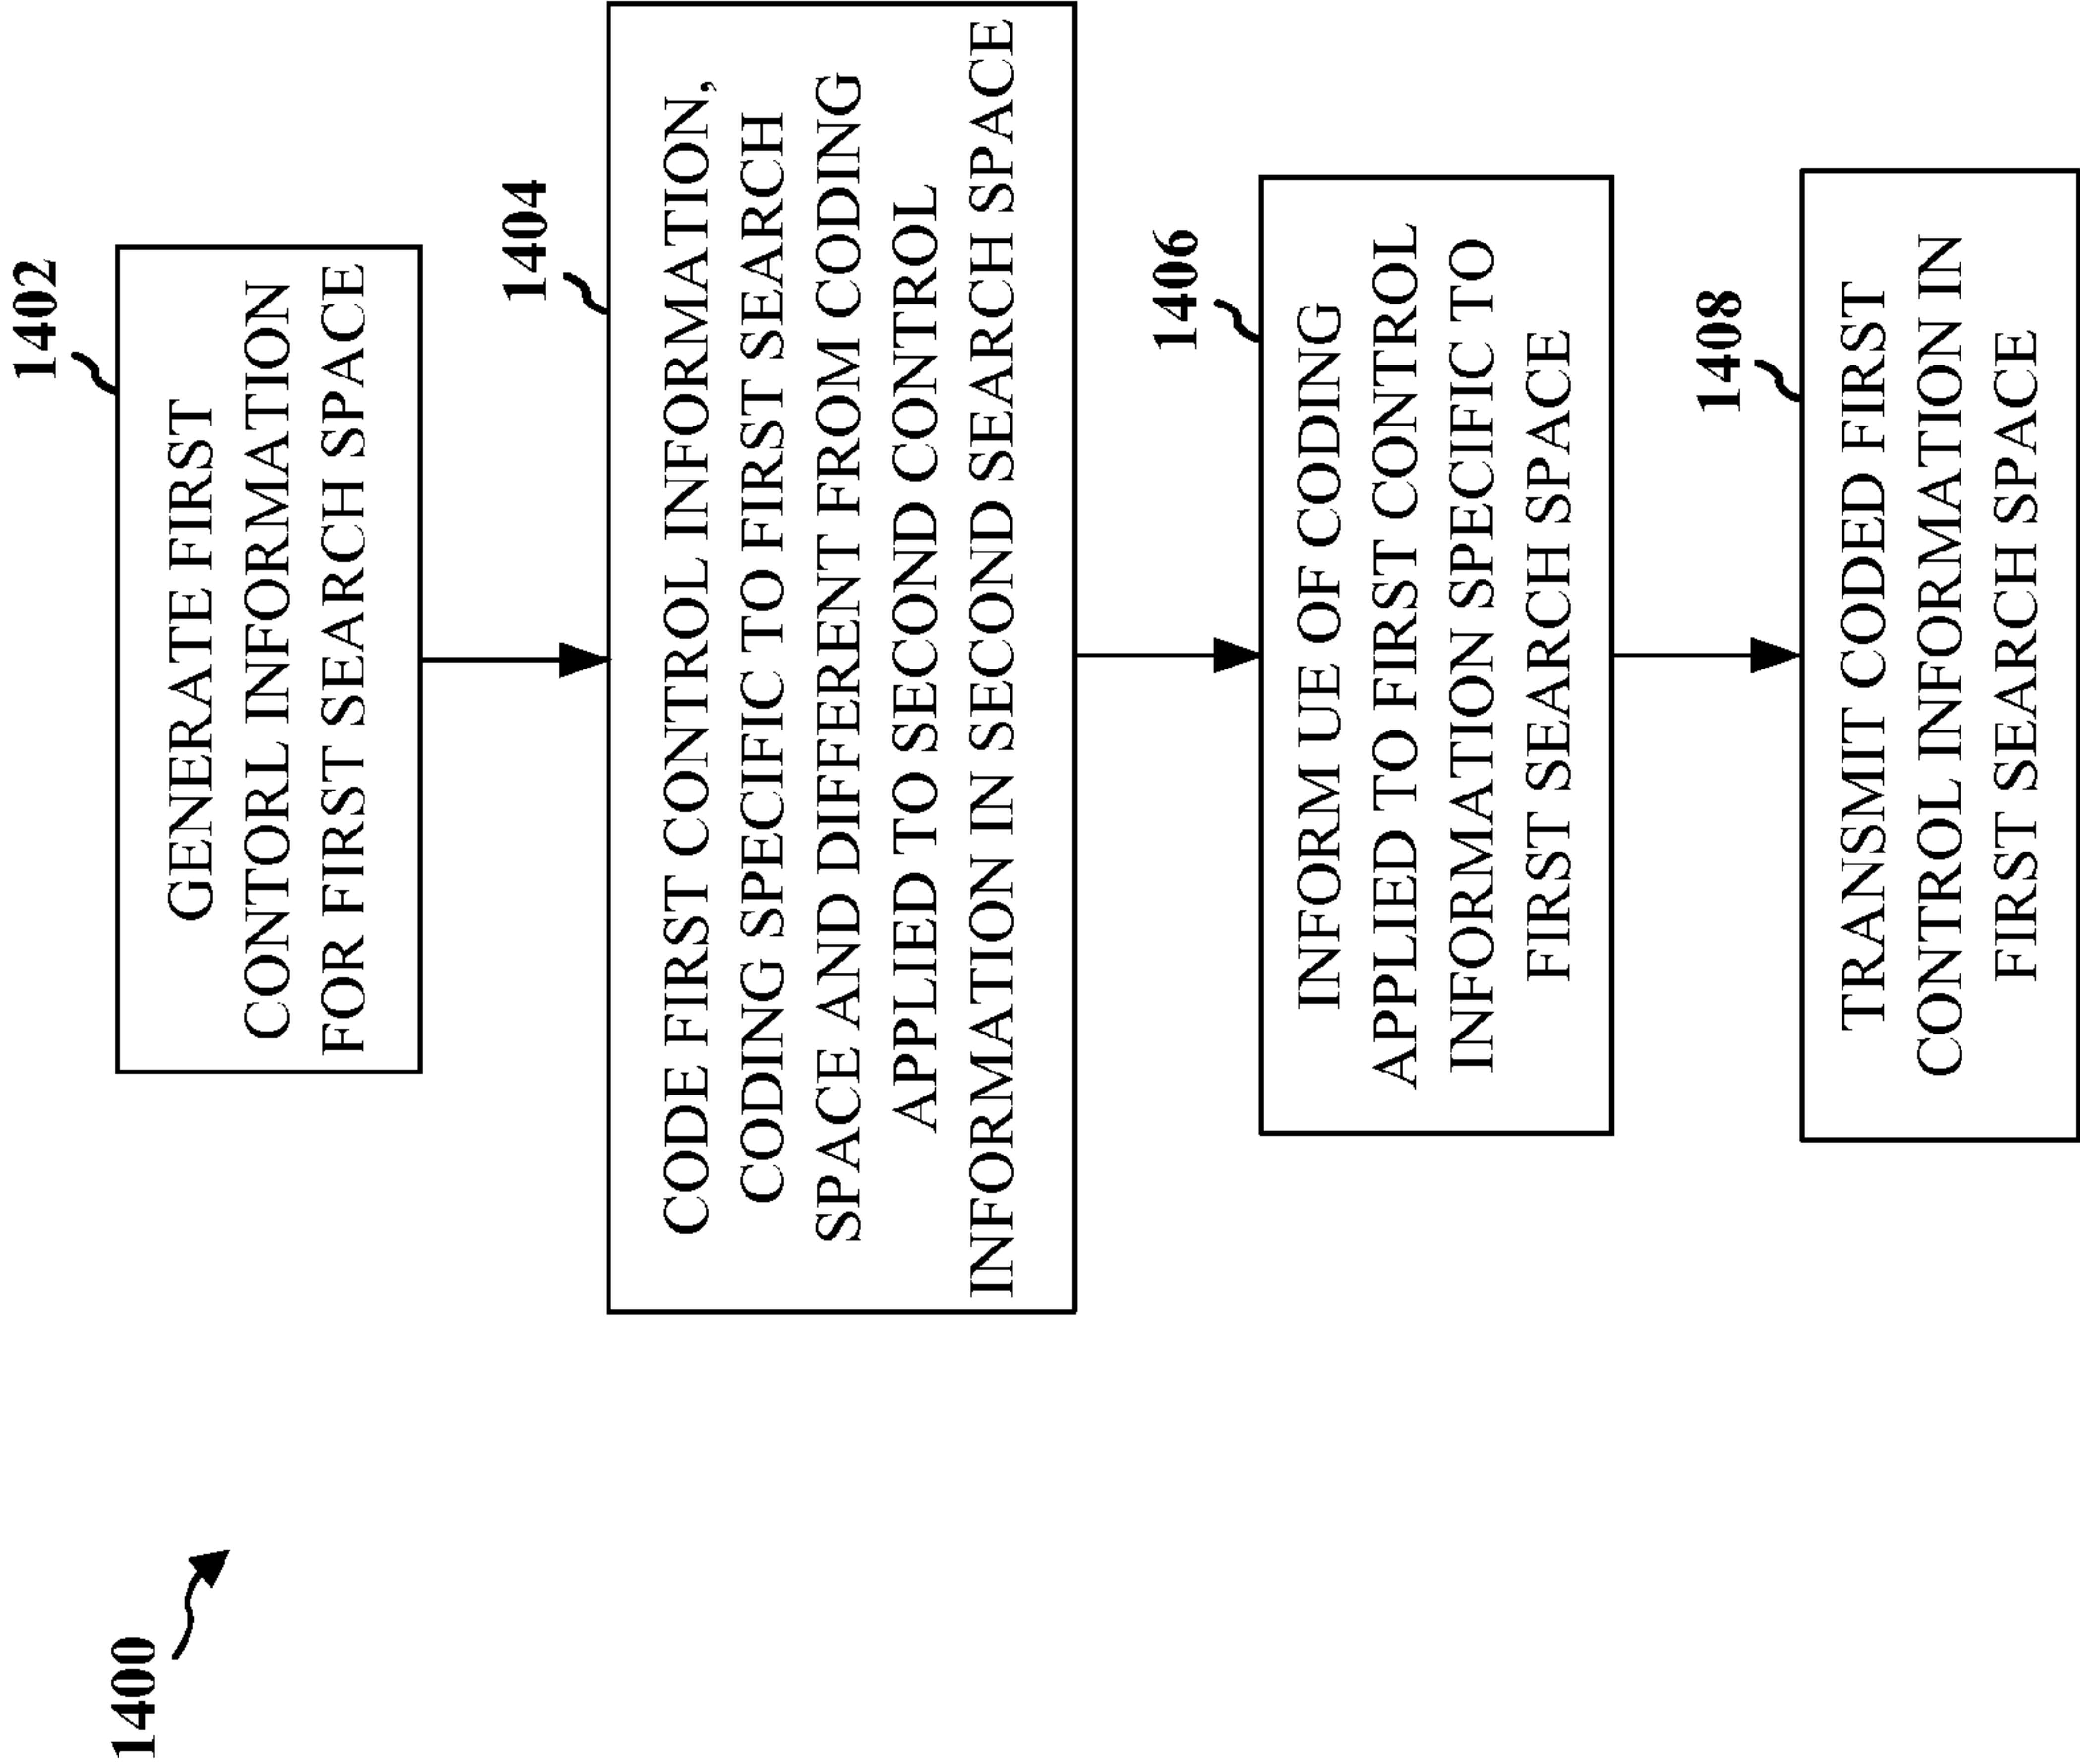 1400
1402
GENERATE FIRST
CONTORL INFORMATION
FOR FIRST SEARCH SPACE
1404
CODE FIRST CONTROL INFORMATION,
CODING SPECIFIC TO FIRST SEARCH
SPACE AND DIFFERENT FROM CODING
APPLIED TO SECOND CONTROL
INFORMATION IN SECOND SEARCH SPACE
1406
INFORM UE OF CODING
APPLIED TO FIRST CONTROL
INFORMATION SPECIFIC TO
FIRST SEARCH SPACE
1408
TRANSMIT CODED FIRST
CONTROL INFORMATION IN
FIRST SEARCH SPACE